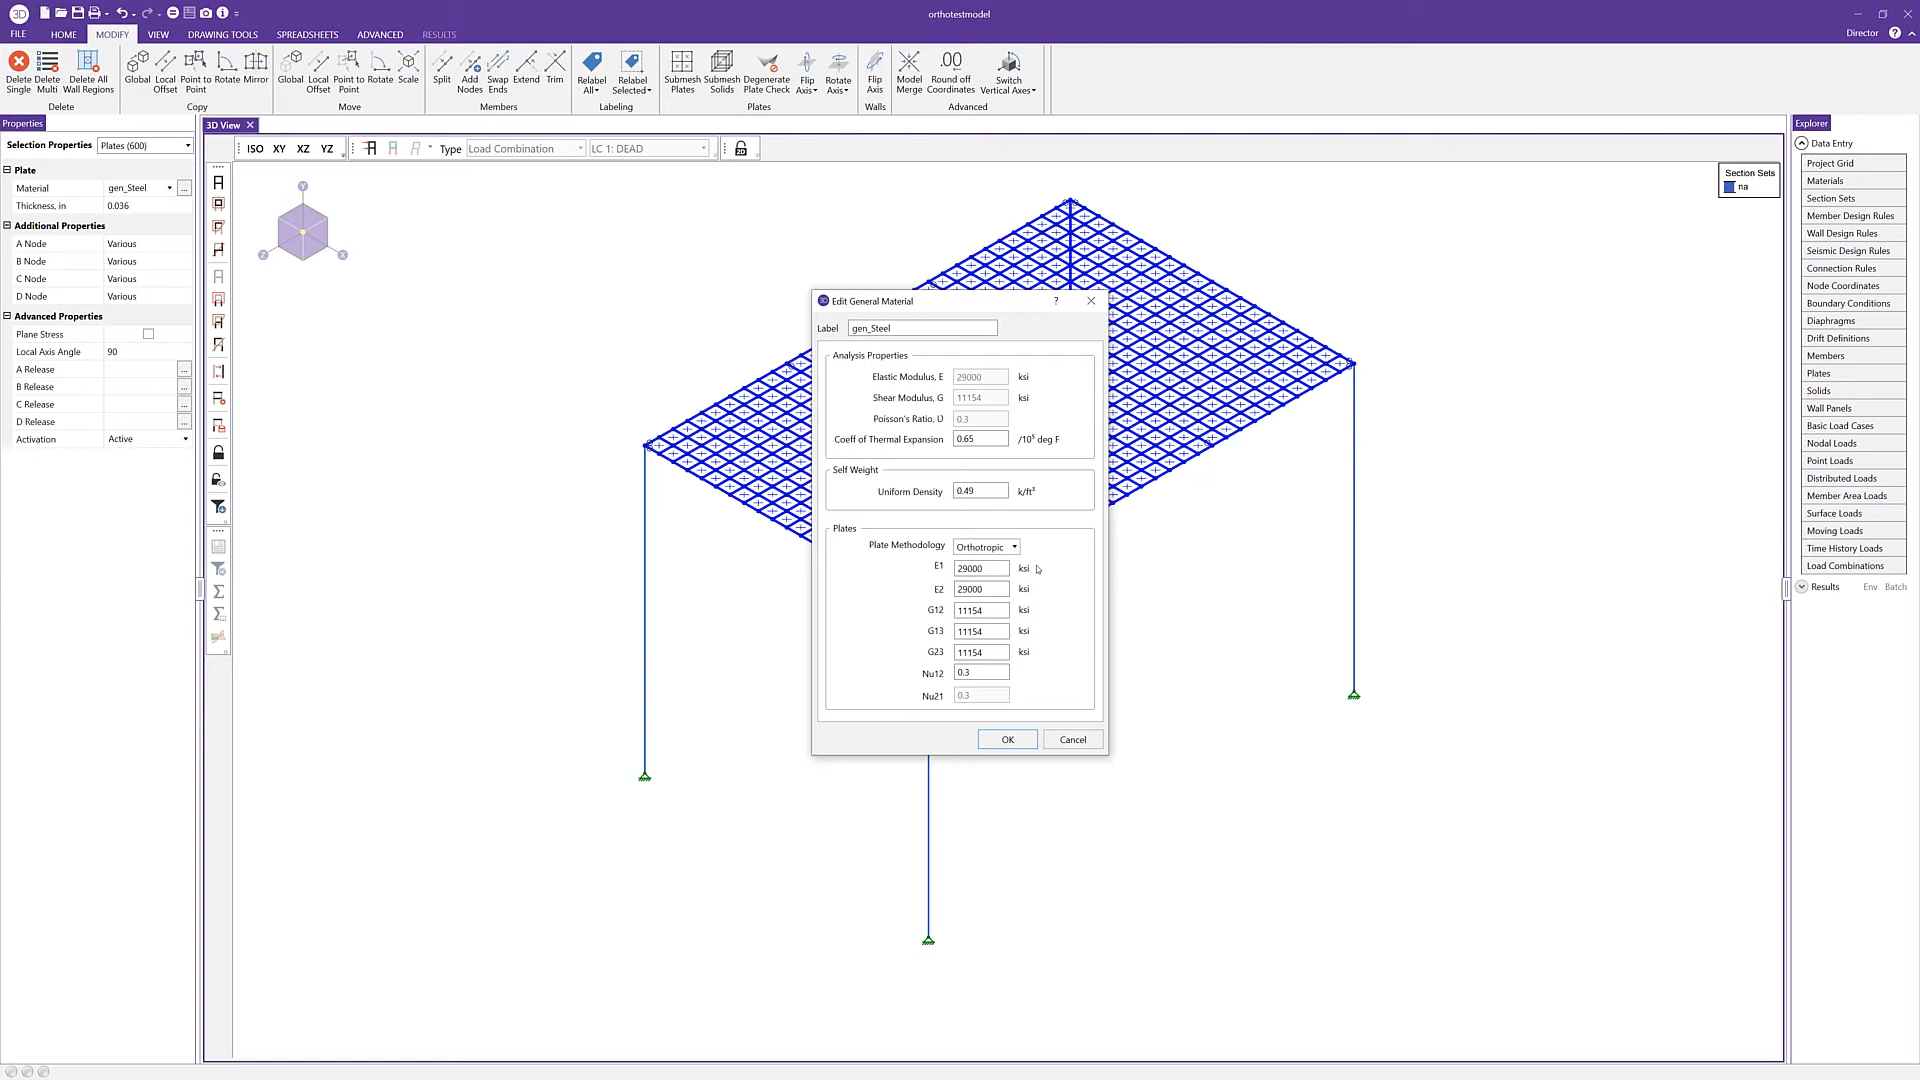 3D
orthotestmodel
FILE HOME MODIFY VIEW DRAWING TOOLS SPREADSHEETS ADVANCED RESULTS
Director ?
Delete Single Delete Multi Delete All Wall Regions
Delete
Global Local Offset Point to Point Rotate Mirror
Copy
Global Local Offset Point to Point Rotate Scale
Move
Split Add Nodes Swap Ends Extend Trim
Members
Relabel All Relabel Selected
Labeling
Submesh Plates Submesh Solids Degenerate Plate Check Flip Axis Rotate Axis
Plates
Flip Axis
Walls
Model Merge .00 Round off Coordinates Switch Vertical Axes
Advanced
Properties
Selection Properties Plates (600)
Plate
Material gen_Steel ...
Thickness, in 0.036
Additional Properties
A Node Various
B Node Various
C Node Various
D Node Various
Advanced Properties
Plane Stress
Local Axis Angle 90
A Release ...
B Release ...
C Release ...
D Release ...
Activation Active
3D View
ISO XY XZ YZ Type Load Combination LC 1: DEAD
Y
Z
X
Section Sets
na
3D Edit General Material ?
Label gen_Steel
Analysis Properties
Elastic Modulus, E 29000 ksi
Shear Modulus, G 11154 ksi
Poisson's Ratio, υ 0.3
Coeff of Thermal Expansion 0.65 /10⁵ deg F
Self Weight
Uniform Density 0.49 k/ft³
Plates
Plate Methodology Orthotropic
E1 29000 ksi
E2 29000 ksi
G12 11154 ksi
G13 11154 ksi
G23 11154 ksi
Nu12 0.3
Nu21 0.3
OK Cancel
Explorer
Data Entry
Project Grid
Materials
Section Sets
Member Design Rules
Wall Design Rules
Seismic Design Rules
Connection Rules
Node Coordinates
Boundary Conditions
Diaphragms
Drift Definitions
Members
Plates
Solids
Wall Panels
Basic Load Cases
Nodal Loads
Point Loads
Distributed Loads
Member Area Loads
Surface Loads
Moving Loads
Time History Loads
Load Combinations
Results Env Batch